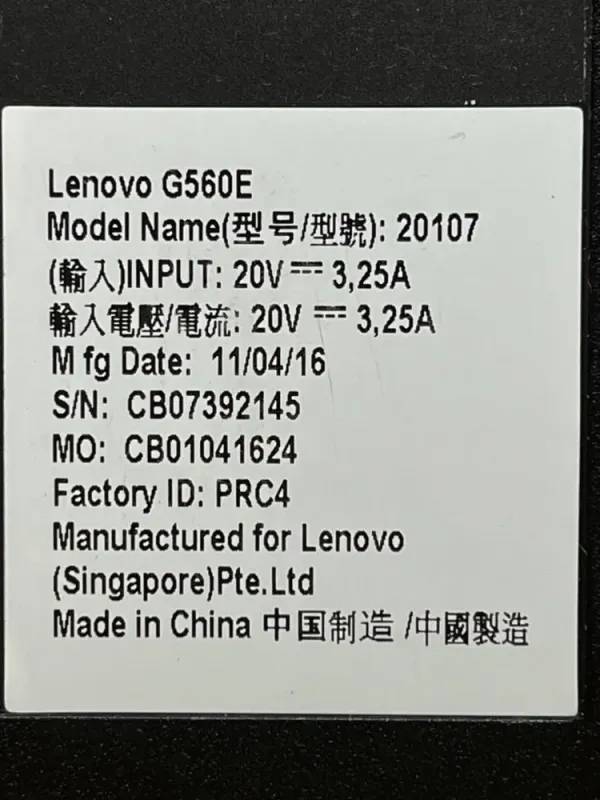 Lenovo G560E
Model Name(型号/型號): 20107
(輸入)INPUT: 20V ⎓ 3,25A
輸入電壓/電流: 20V ⎓ 3,25A
Mfg Date: 11/04/16
S/N: CB07392145
MO: CB01041624
Factory ID: PRC4
Manufactured for Lenovo
(Singapore)Pte.Ltd
Made in China 中国制造 /中國製造